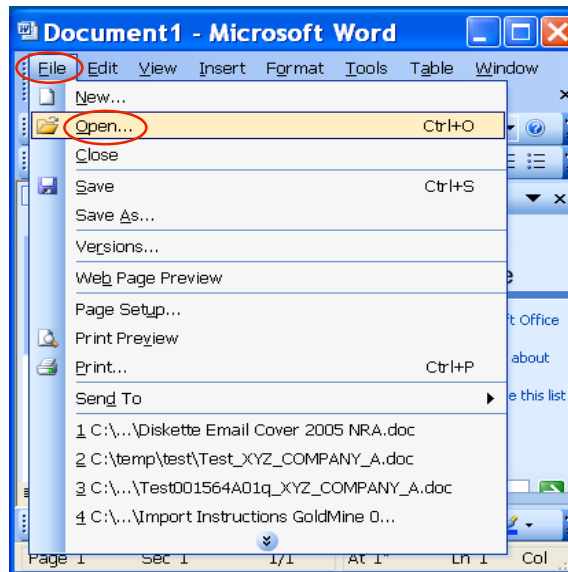 Document1 - Microsoft Word
File Edit View Insert Format Tools Table Window
New...
Open... Ctrl+O
Close
Save Ctrl+S
Save As...
Versions...
Web Page Preview
Page Setup...
ft Office
Print Preview
about
Print... Ctrl+P
Send To
e this list
1 C:\...\Diskette Email Cover 2005 NRA.doc
2 C:\temp\test\Test_XYZ_COMPANY_A.doc
3 C:\...\Test001564A01q_XYZ_COMPANY_A.doc
4 C:\...\Import Instructions GoldMine 0...
Page 1 Sec 1 1/1 At 1" Ln 1 Col